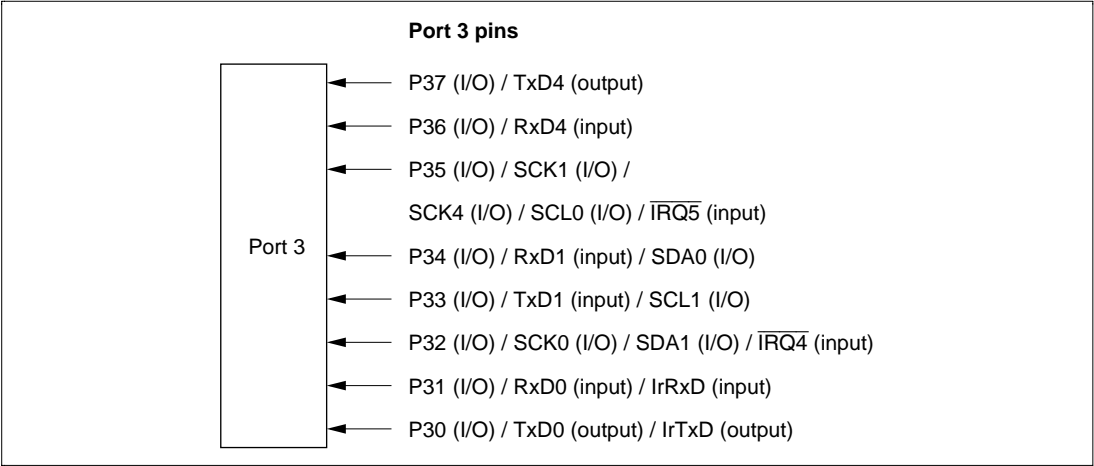 Port 3 pins
P37 (I/O) / TxD4 (output)
P36 (I/O) / RxD4 (input)
P35 (I/O) / SCK1 (I/O) /
SCK4 (I/O) / SCL0 (I/O) / I̅R̅Q̅5̅ (input)
Port 3
P34 (I/O) / RxD1 (input) / SDA0 (I/O)
P33 (I/O) / TxD1 (input) / SCL1 (I/O)
P32 (I/O) / SCK0 (I/O) / SDA1 (I/O) / I̅R̅Q̅4̅ (input)
P31 (I/O) / RxD0 (input) / IrRxD (input)
P30 (I/O) / TxD0 (output) / IrTxD (output)